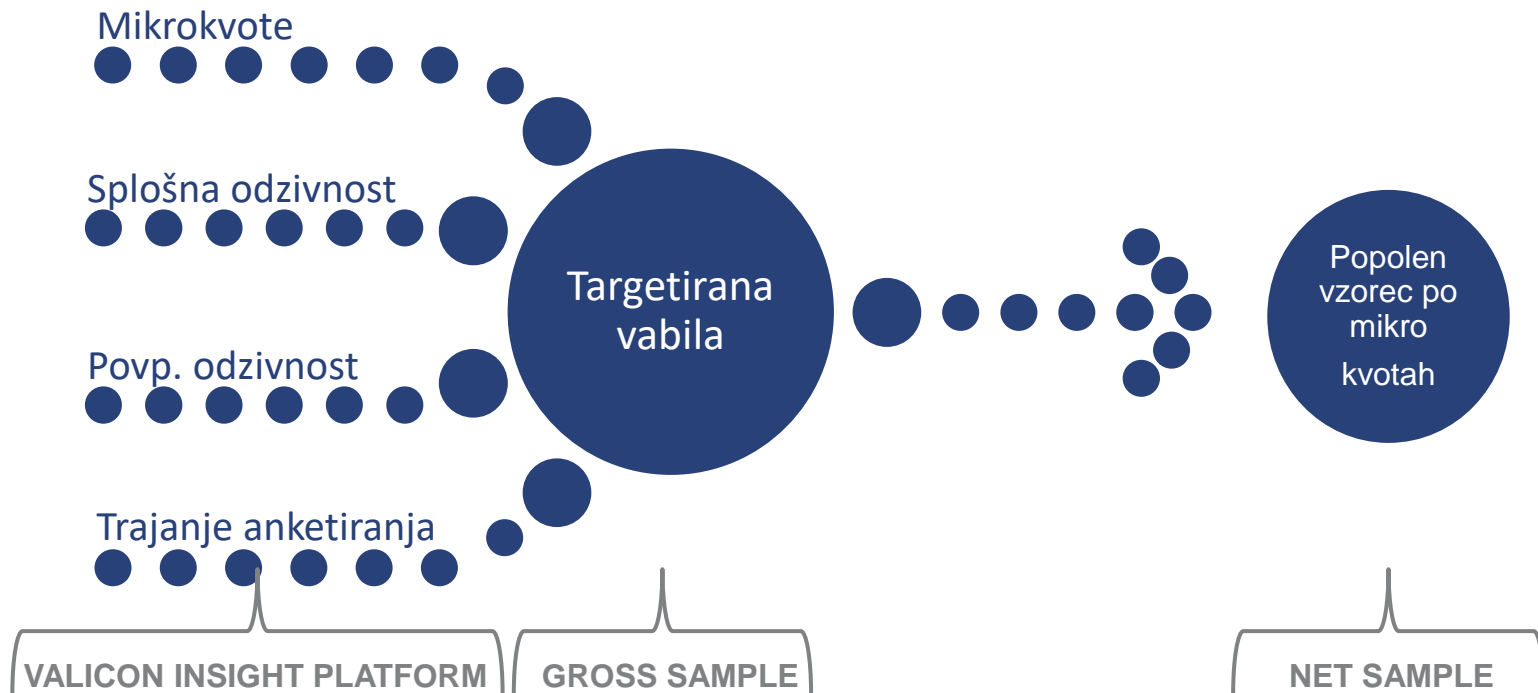 Mikrokvote
Splošna odzivnost
Povp. odzivnost
Trajanje anketiranja
Targetirana
vabila
Popolen
vzorec po
mikro
kvotah
VALICON INSIGHT PLATFORM
GROSS SAMPLE
NET SAMPLE